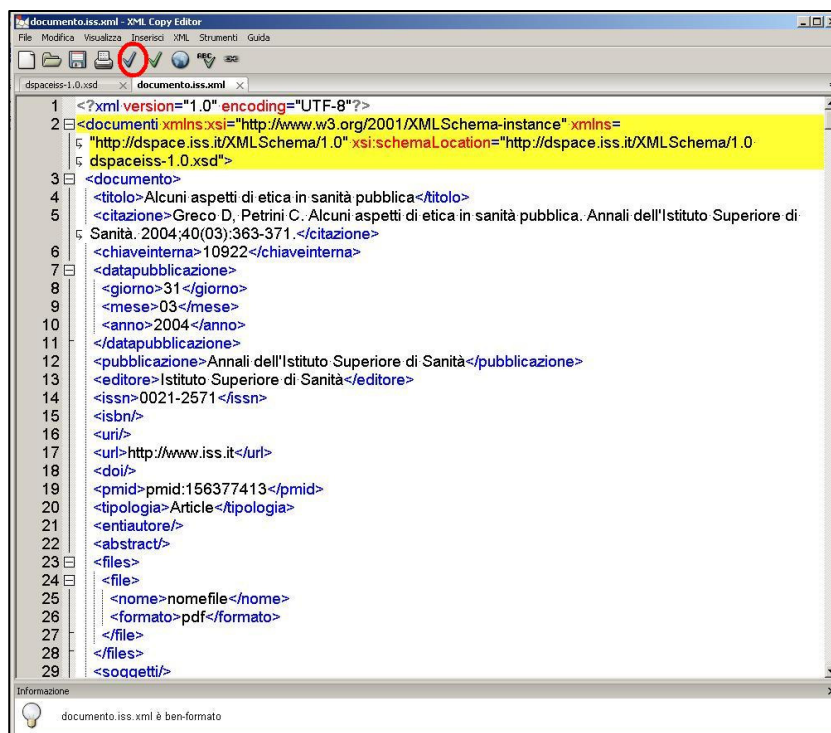 documento.iss.xml - XML Copy Editor
File Modifica Visualizza Inserisci XML Strumenti Guida
ABC
dspaceiss-1.0.xsd documento.iss.xml
1 <?xml version="1.0" encoding="UTF-8"?>
2 <documenti xmlns:xsi="http://www.w3.org/2001/XMLSchema-instance" xmlns=
"http://dspace.iss.it/XMLSchema/1.0" xsi:schemaLocation="http://dspace.iss.it/XMLSchema/1.0
dspaceiss-1.0.xsd">
3 <documento>
4 <titolo>Alcuni aspetti di etica in sanità pubblica</titolo>
5 <citazione>Greco D, Petrini C. Alcuni aspetti di etica in sanità pubblica. Annali dell'Istituto Superiore di
Sanità. 2004;40(03):363-371.</citazione>
6 <chiaveinterna>10922</chiaveinterna>
7 <datapubblicazione>
8 <giorno>31</giorno>
9 <mese>03</mese>
10 <anno>2004</anno>
11 </datapubblicazione>
12 <pubblicazione>Annali dell'Istituto Superiore di Sanità</pubblicazione>
13 <editore>Istituto Superiore di Sanità</editore>
14 <issn>0021-2571</issn>
15 <isbn/>
16 <uri/>
17 <url>http://www.iss.it</url>
18 <doi/>
19 <pmid>pmid:156377413</pmid>
20 <tipologia>Article</tipologia>
21 <entiautore/>
22 <abstract/>
23 <files>
24 <file>
25 <nome>nomefile</nome>
26 <formato>pdf</formato>
27 </file>
28 </files>
29 <soggetti/>
Informazione
documento.iss.xml è ben-formato